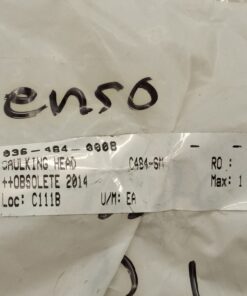 enso
036-484-0008
CAULKING HEAD C484-SM RO :
++OBSOLETE 2014 Max: 1
Loc: C111B U/M: EA